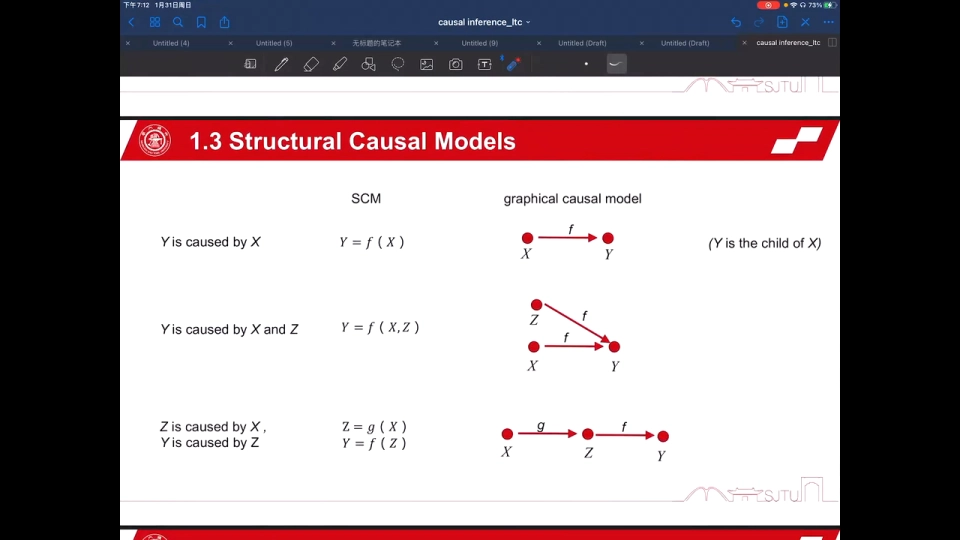 下午7:12 1月31日周日
73%
causal inference_ltc
Untitled (4)
Untitled (5)
无标题的笔记本
Untitled (9)
Untitled (Draft)
Untitled (Draft)
causal inference_ltc
SJTU
1.3 Structural Causal Models
SCM
graphical causal model
Y is caused by X
Y = f ( X )
f
X
Y
(Y is the child of X)
Y is caused by X and Z
Y = f ( X,Z )
Z
f
f
X
Y
Z is caused by X ,
Y is caused by Z
Z = g ( X )
Y = f ( Z )
g
f
X
Z
Y
SJTU